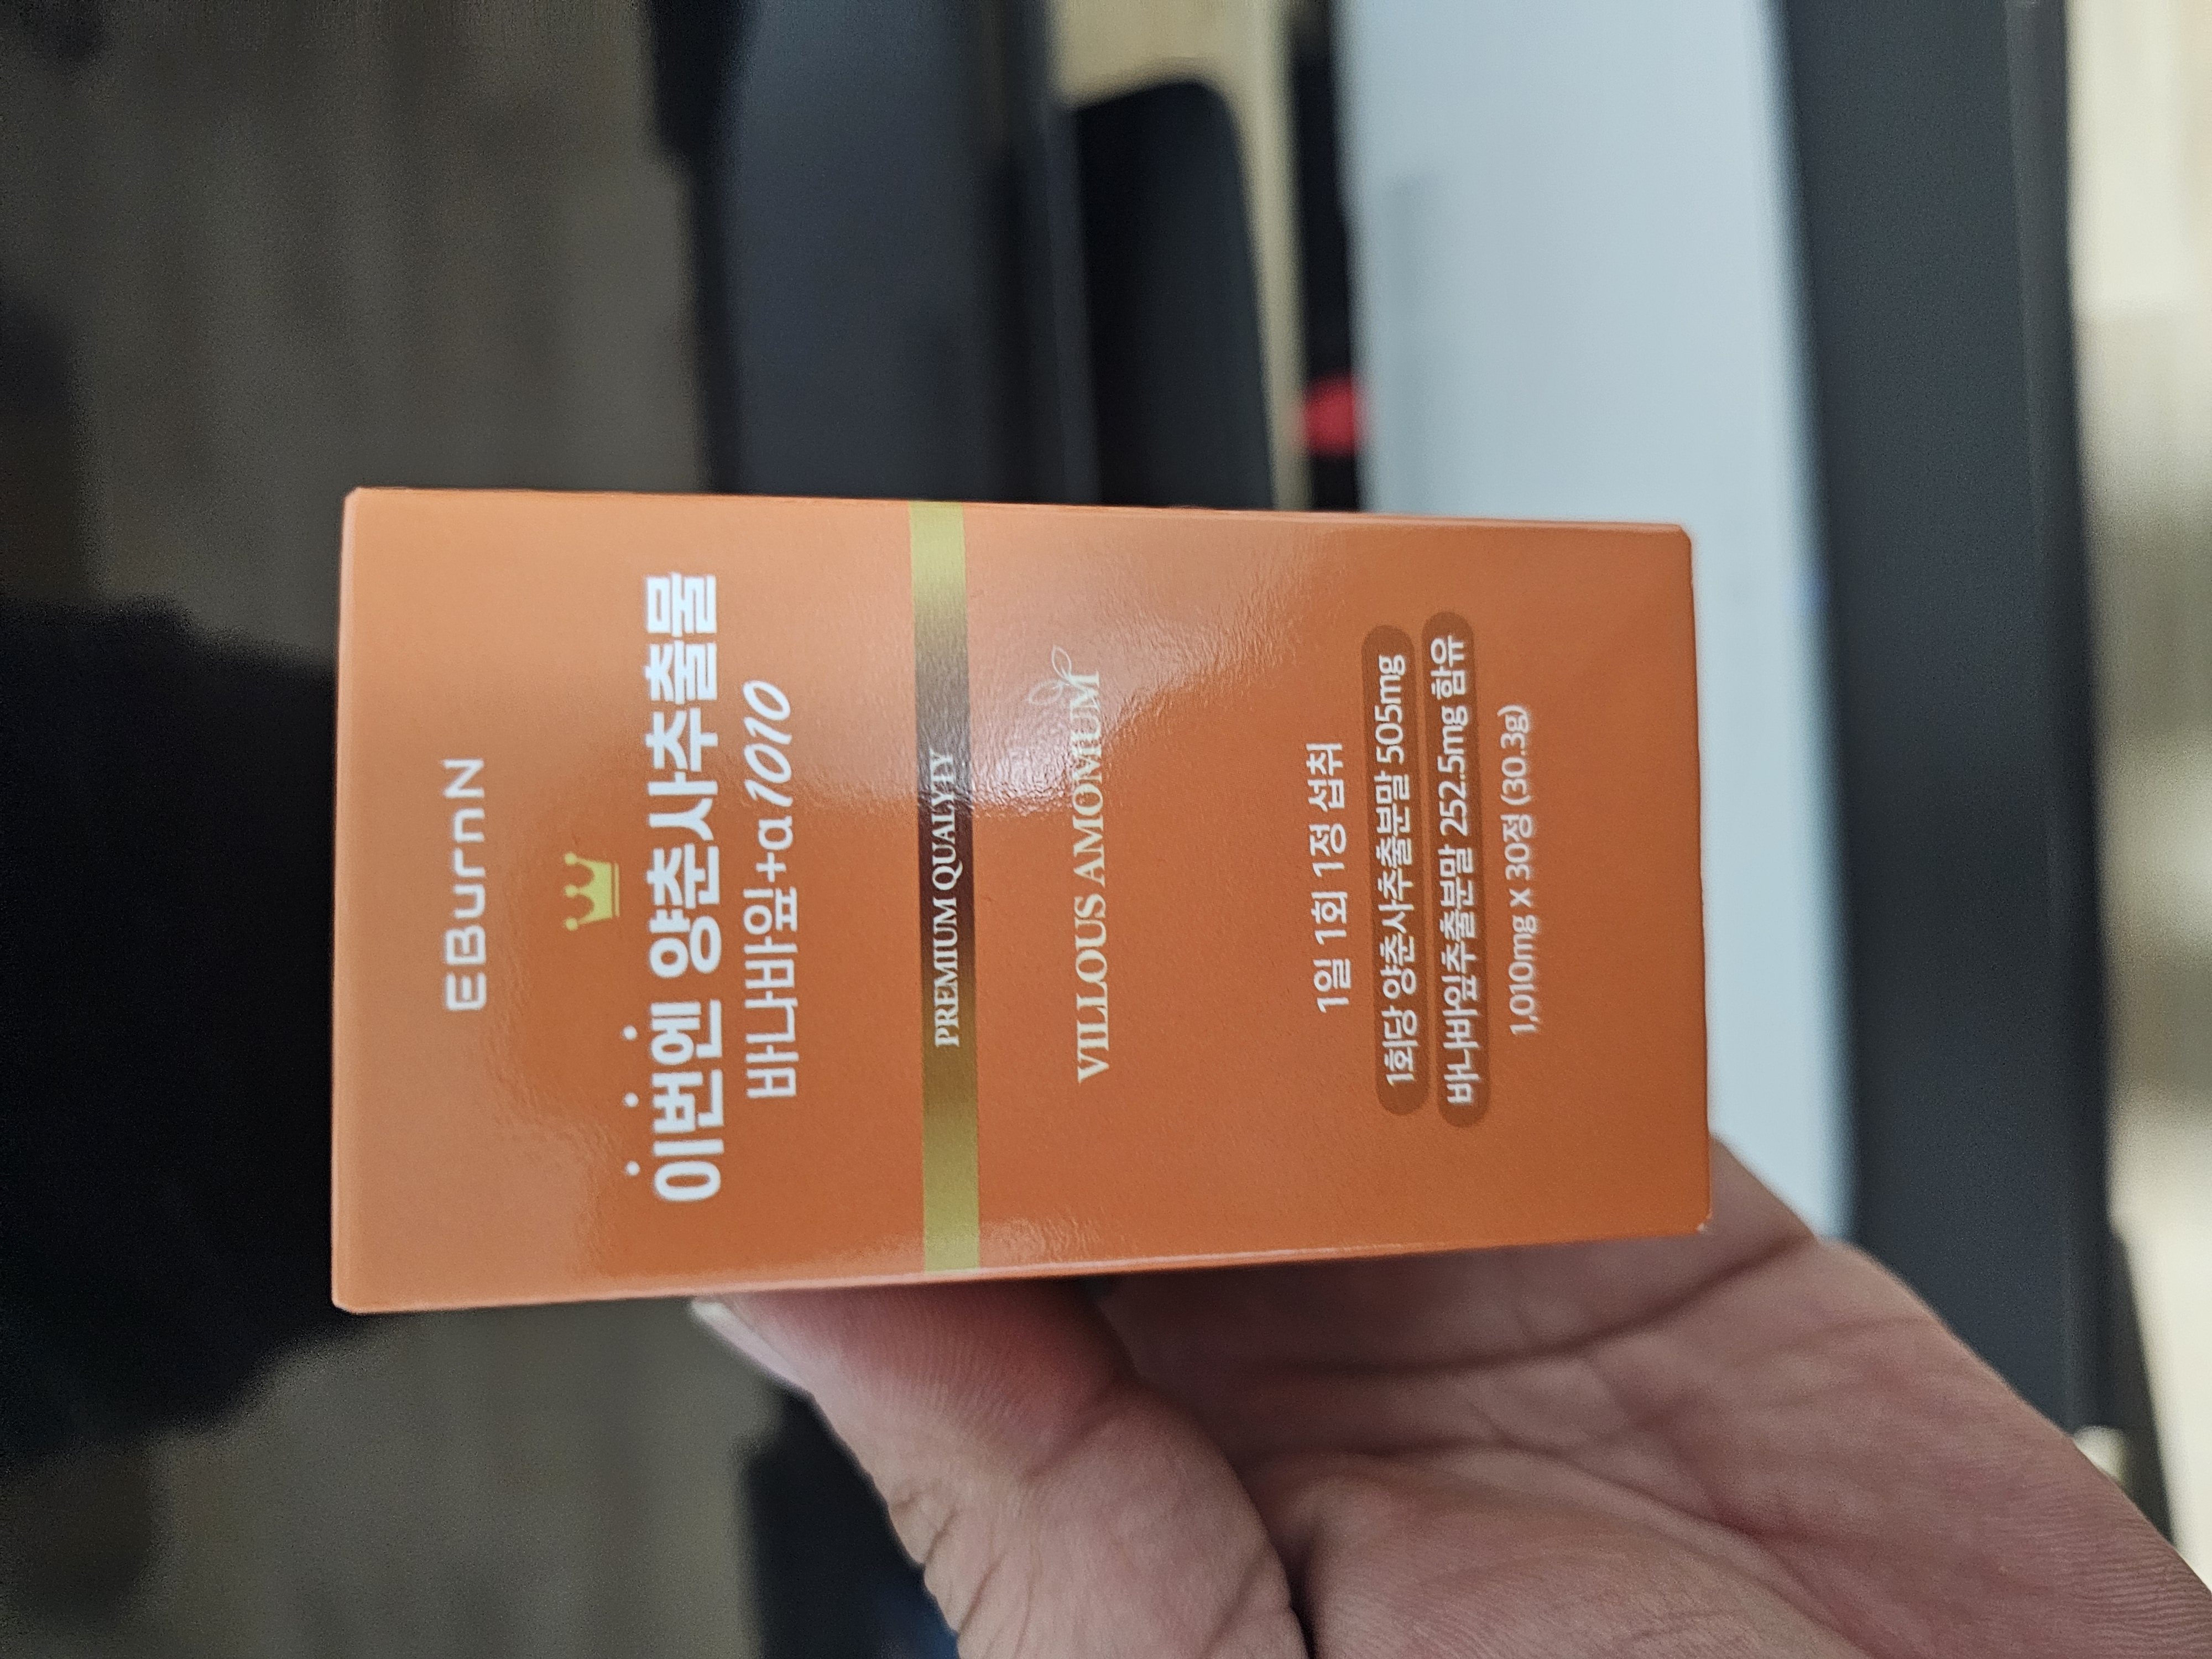 EBurnN
이번엔 양춘사추출물
바나바잎+α1010
PREMIUM QUALYTY
VILLOUS AMOMUM
1일 1회 1정 섭취
1회당 양춘사추출분말 505mg
바나바잎추출분말 252.5mg 함유
1,010mg X 30정 (30.3g)